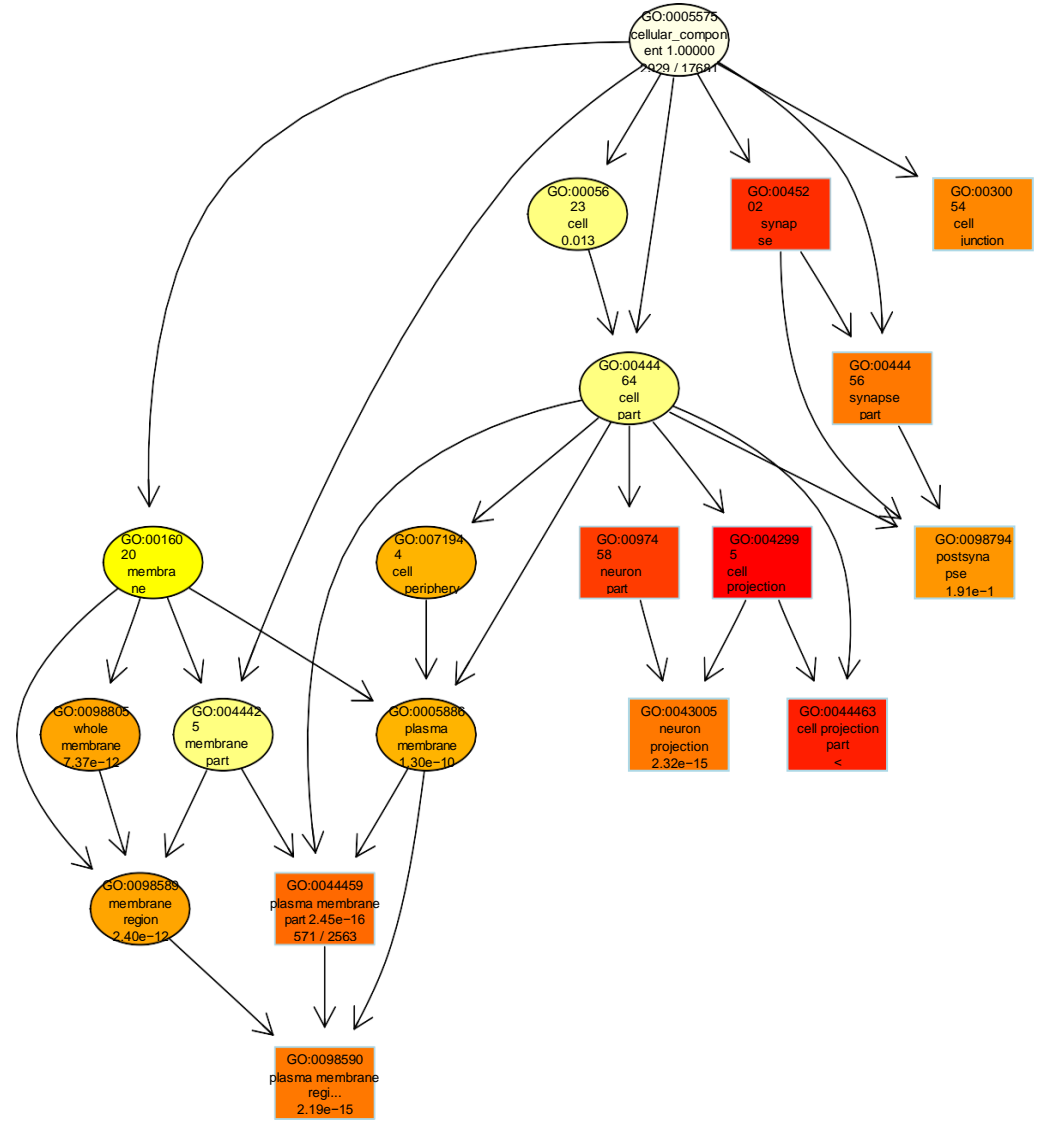 GO:0005575
cellular_compon
ent 1.00000
2929 / 17681
GO:00056
23
cell
0.013
GO:00452
02
synap
se
GO:00300
54
cell
junction
GO:00444
64
cell
part
GO:00444
56
synapse
part
GO:00160
20
membra
ne
GO:007194
4
cell
periphery
GO:00974
58
neuron
part
GO:004299
5
cell
projection
GO:0098794
postsyna
pse
1.91e−1
GO:0098805
whole
membrane
7.37e−12
GO:004442
5
membrane
part
GO:0005886
plasma
membrane
1.30e−10
GO:0043005
neuron
projection
2.32e−15
GO:0044463
cell projection
part
<
GO:0098589
membrane
region
2.40e−12
GO:0044459
plasma membrane
part 2.45e−16
571 / 2563
GO:0098590
plasma membrane
regi...
2.19e−15